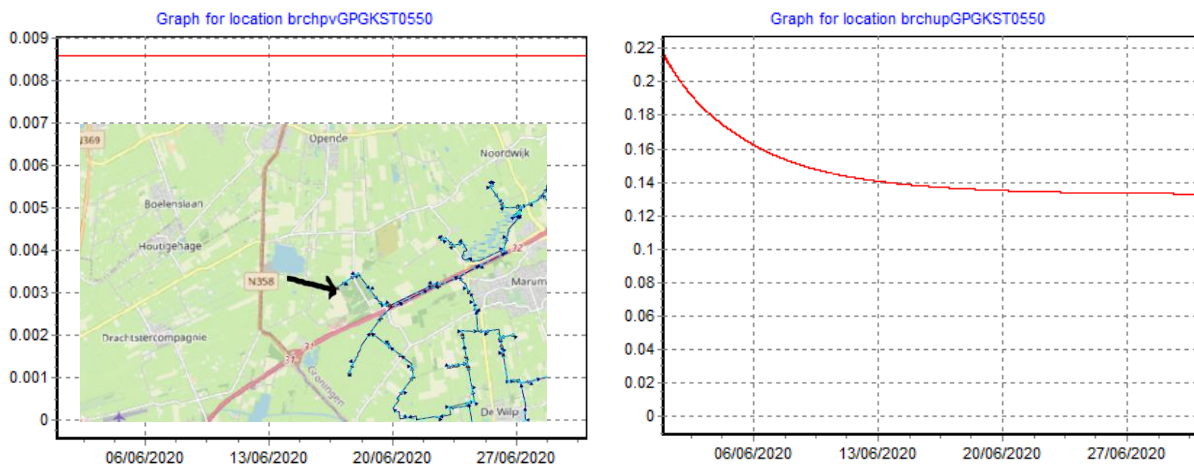 Graph for location brchpvGPGKST0550
0.009
0.008
0.007
0.006
0.005
0.004
0.003
0.002
0.001
0
N369
Opende
Noordwijk
Boelenslaan
Houtigehage
32
N358
Marum
Drachtstercompagnie
31
31
Groningen
De Wilp
06/06/2020
13/06/2020
20/06/2020
27/06/2020
Graph for location brchupGPGKST0550
0.22
0.2
0.18
0.16
0.14
0.12
0.1
0.08
0.06
0.04
0.02
0
06/06/2020
13/06/2020
20/06/2020
27/06/2020